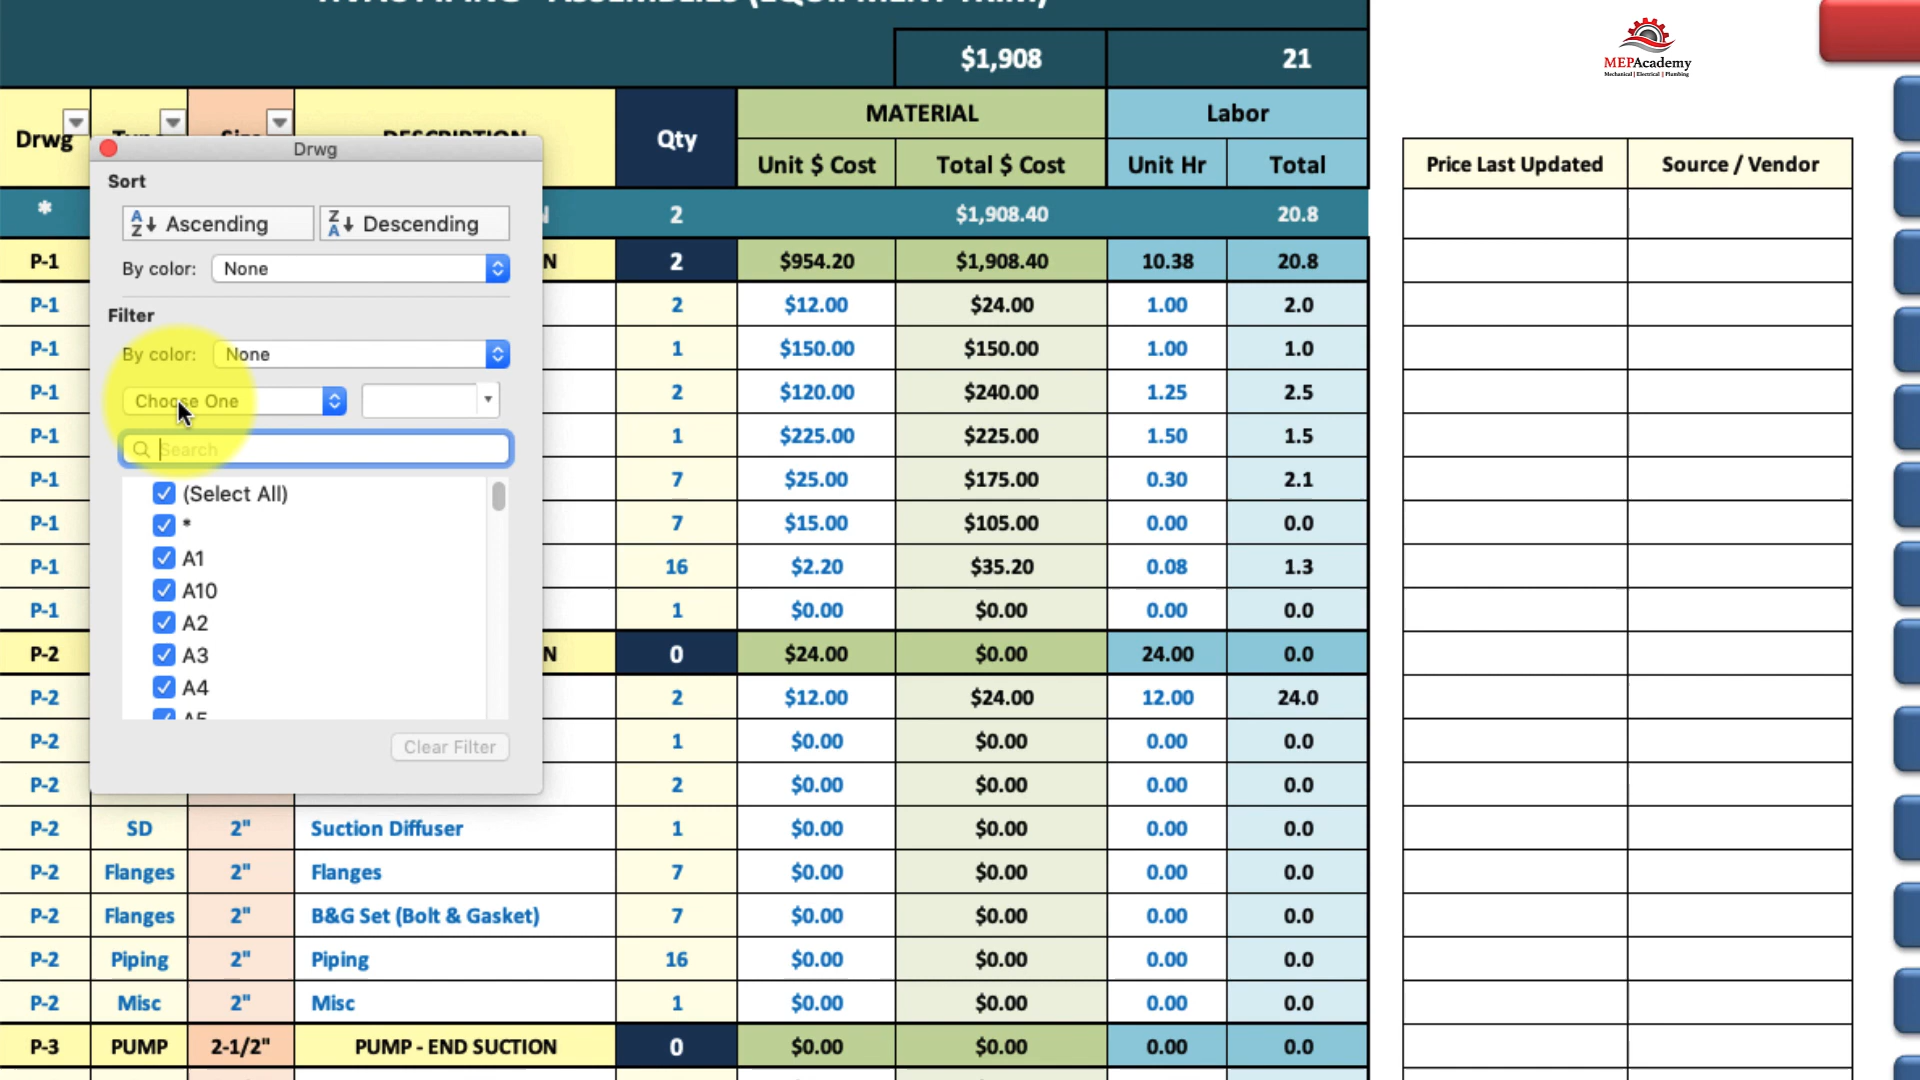 $1,908 21
MEPAcademy
Mechanical | Electrical | Plumbing
Drwg Qty MATERIAL Labor
Unit $ Cost Total $ Cost Unit Hr Total Price Last Updated Source / Vendor
Drwg
Sort
Ascending Descending
By color: None
Filter
By color: None
Choose One
Search
(Select All)
*
A1
A10
A2
A3
A4
A5
Clear Filter
* 2 $1,908.40 20.8
P-1 N 2 $954.20 $1,908.40 10.38 20.8
P-1 2 $12.00 $24.00 1.00 2.0
P-1 1 $150.00 $150.00 1.00 1.0
P-1 2 $120.00 $240.00 1.25 2.5
P-1 1 $225.00 $225.00 1.50 1.5
P-1 7 $25.00 $175.00 0.30 2.1
P-1 7 $15.00 $105.00 0.00 0.0
P-1 16 $2.20 $35.20 0.08 1.3
P-1 1 $0.00 $0.00 0.00 0.0
P-2 N 0 $24.00 $0.00 24.00 0.0
P-2 2 $12.00 $24.00 12.00 24.0
P-2 1 $0.00 $0.00 0.00 0.0
P-2 2 $0.00 $0.00 0.00 0.0
P-2 SD 2" Suction Diffuser 1 $0.00 $0.00 0.00 0.0
P-2 Flanges 2" Flanges 7 $0.00 $0.00 0.00 0.0
P-2 Flanges 2" B&G Set (Bolt & Gasket) 7 $0.00 $0.00 0.00 0.0
P-2 Piping 2" Piping 16 $0.00 $0.00 0.00 0.0
P-2 Misc 2" Misc 1 $0.00 $0.00 0.00 0.0
P-3 PUMP 2-1/2" PUMP - END SUCTION 0 $0.00 $0.00 0.00 0.0